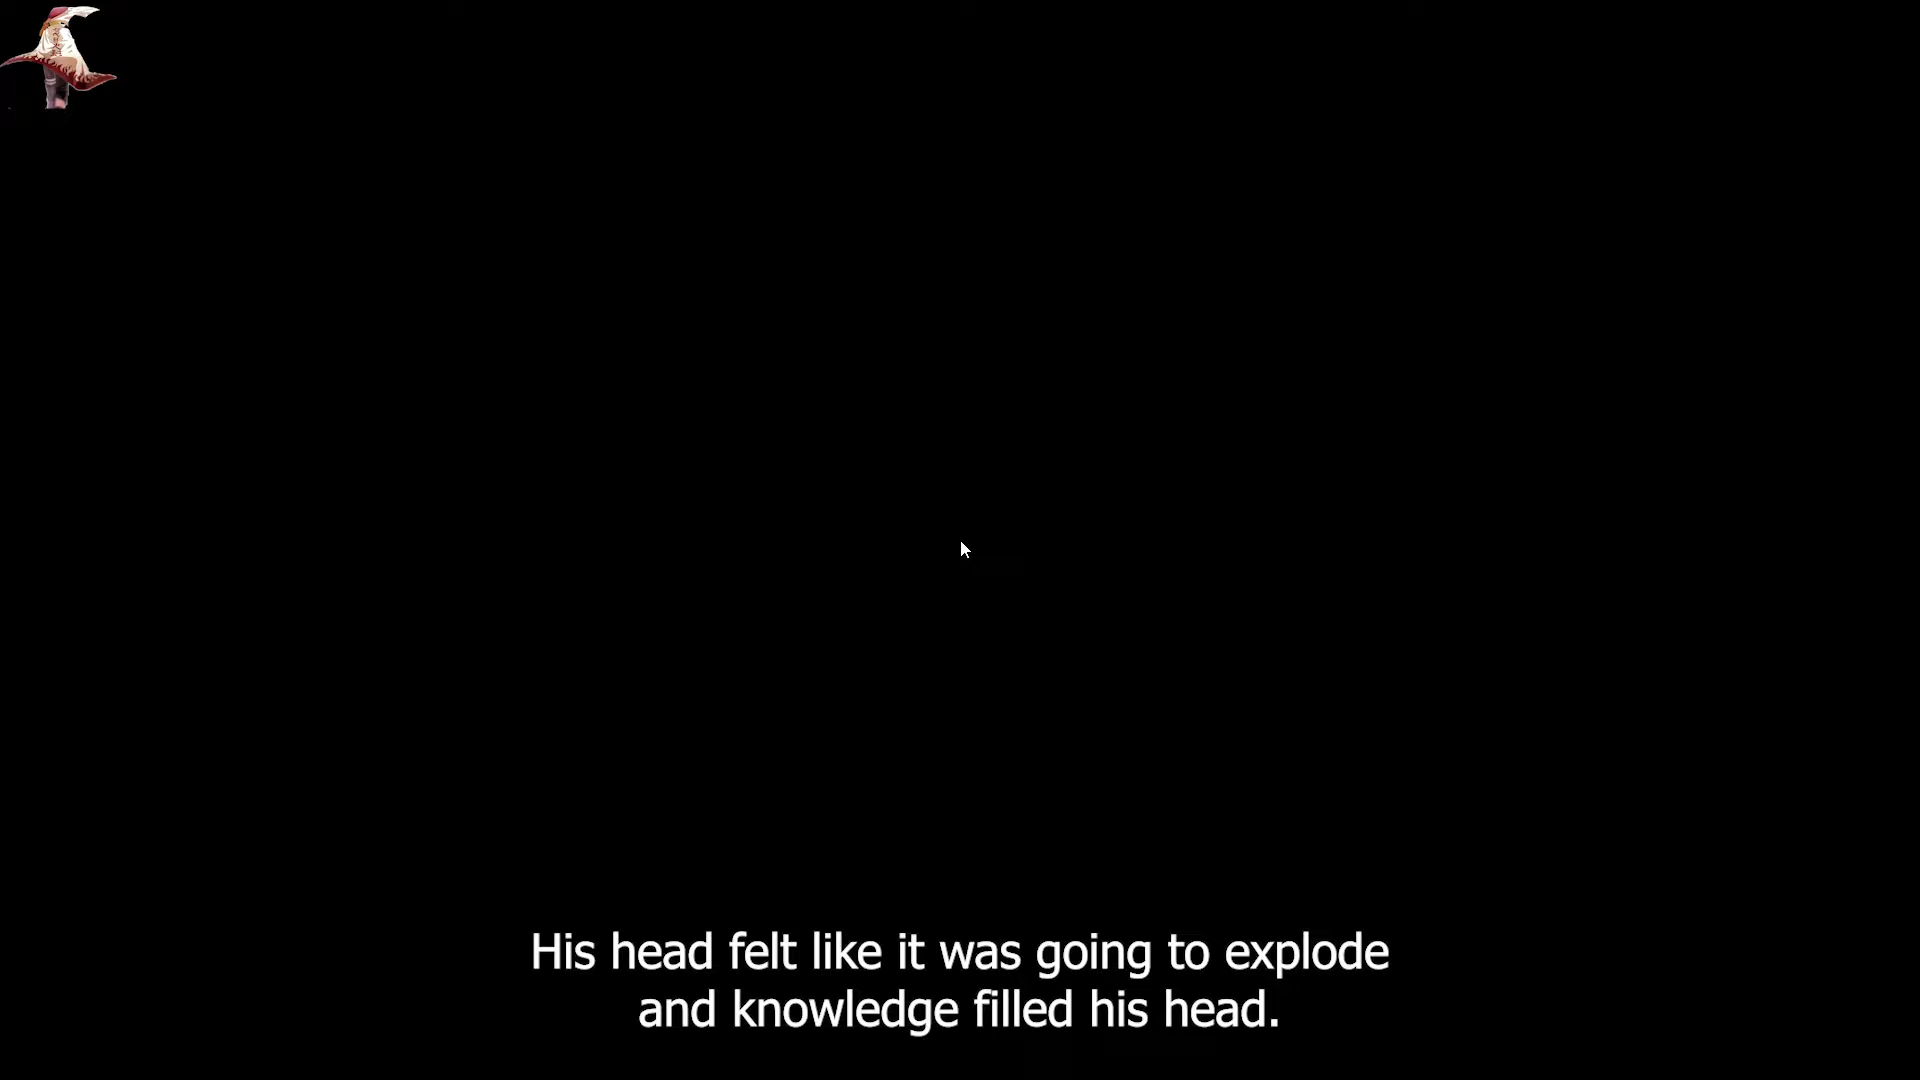 His head felt like it was going to explode
and knowledge filled his head.